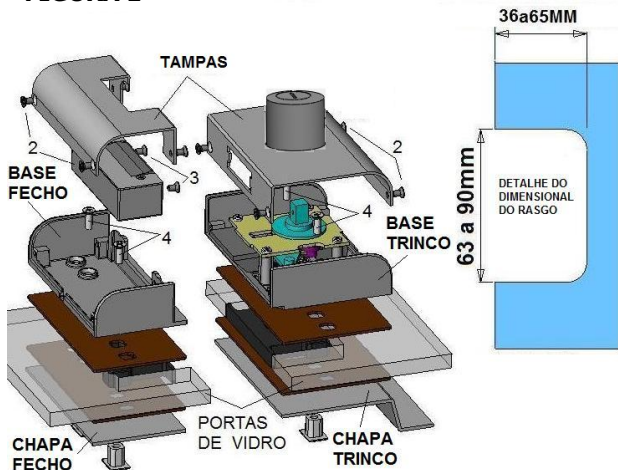 TAMPAS
2
2
3
BASE
FECHO
4
2
4
BASE
TRINCO
PORTAS
DE VIDRO
CHAPA
FECHO
CHAPA
TRINCO
36a65MM
63 a 90mm
DETALHE DO
DIMENSIONAL
DO RASGO